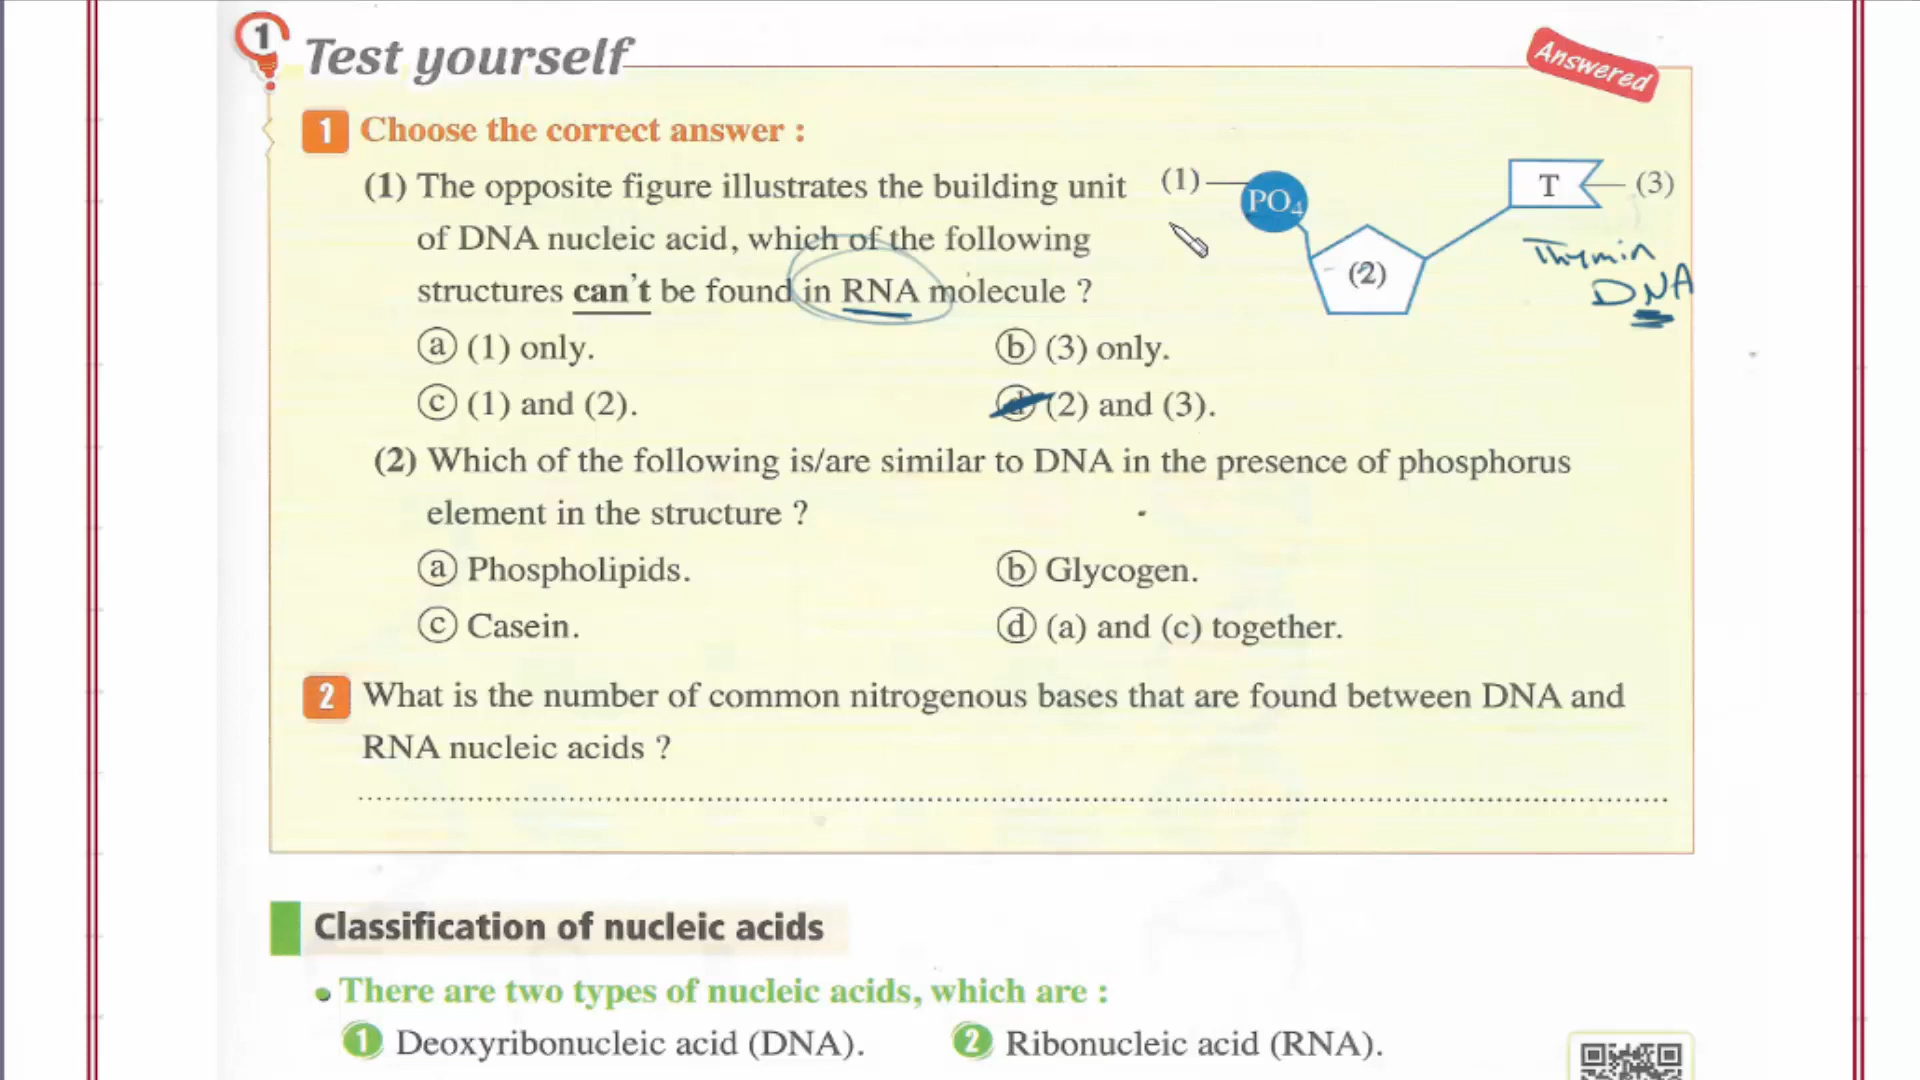 1 Test yourself
Answered
1 Choose the correct answer :
(1) The opposite figure illustrates the building unit
of DNA nucleic acid, which of the following
structures can't be found in RNA molecule ?
(1)
PO4
(2)
T
(3)
Thymin
DNA
a (1) only.
b (3) only.
c (1) and (2).
d (2) and (3).
(2) Which of the following is/are similar to DNA in the presence of phosphorus
element in the structure ?
a Phospholipids.
b Glycogen.
c Casein.
d (a) and (c) together.
2 What is the number of common nitrogenous bases that are found between DNA and
RNA nucleic acids ?
Classification of nucleic acids
• There are two types of nucleic acids, which are :
1 Deoxyribonucleic acid (DNA).
2 Ribonucleic acid (RNA).